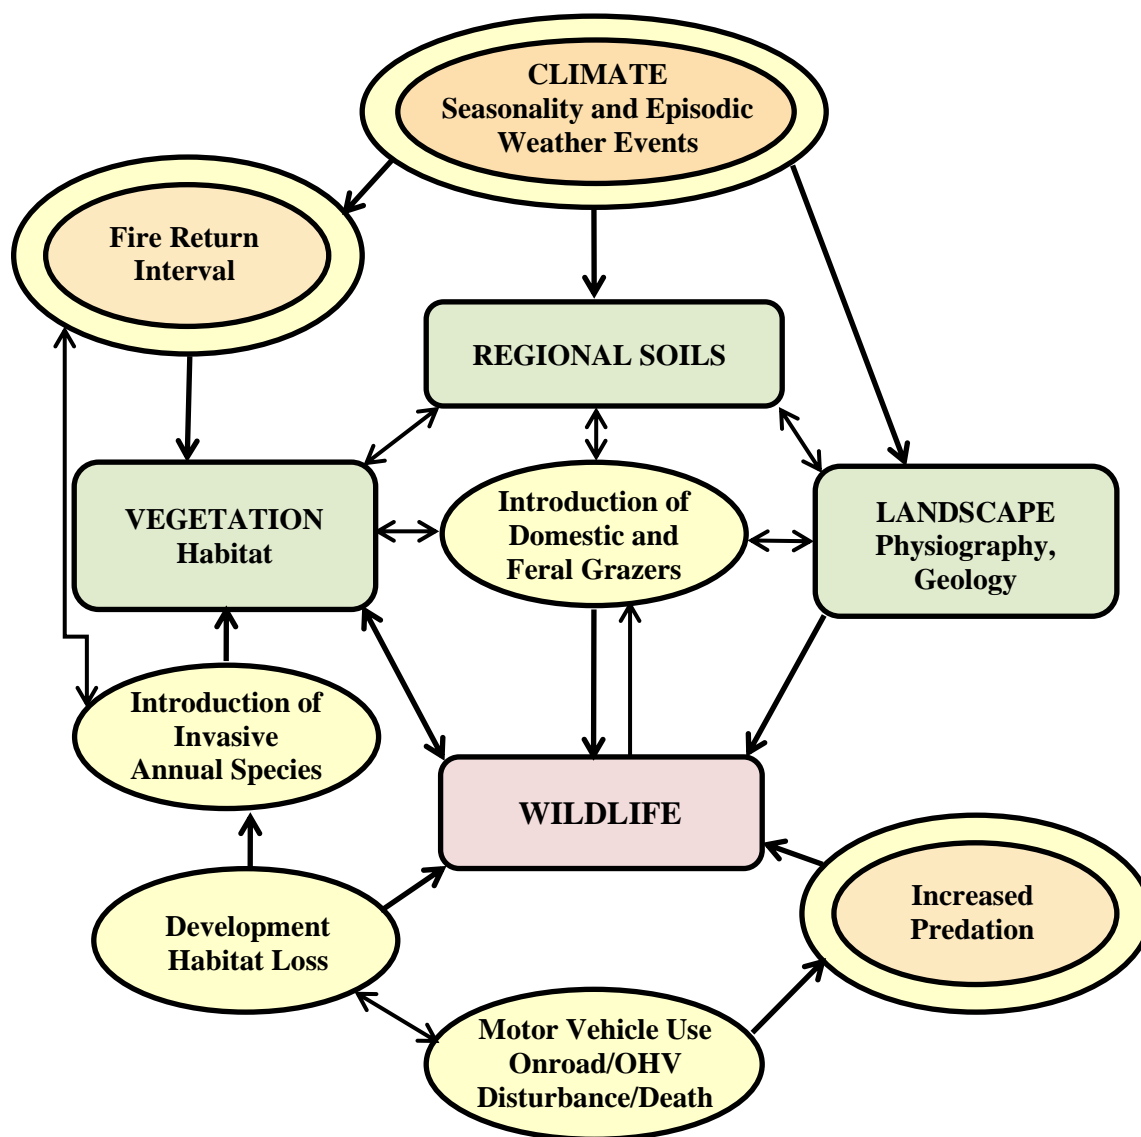 CLIMATE
Seasonality and Episodic
Weather Events
Fire Return
Interval
REGIONAL SOILS
VEGETATION
Habitat
Introduction of
Domestic and
Feral Grazers
LANDSCAPE
Physiography,
Geology
Introduction of
Invasive
Annual Species
WILDLIFE
Increased
Predation
Development
Habitat Loss
Motor Vehicle Use
Onroad/OHV
Disturbance/Death